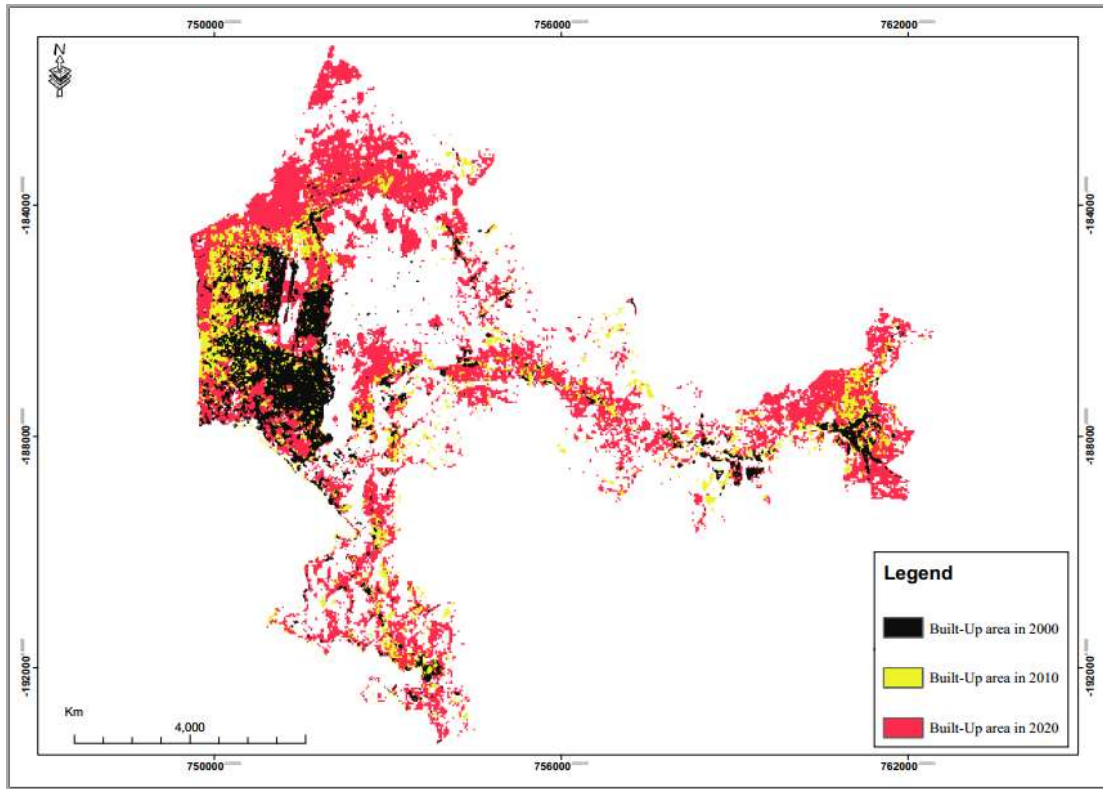 750000 756000 762000
N
-184000 -184000
-188000 -188000
-192000 -192000
Legend
Built-Up area in 2000
Built-Up area in 2010
Built-Up area in 2020
Km
4,000
750000 756000 762000